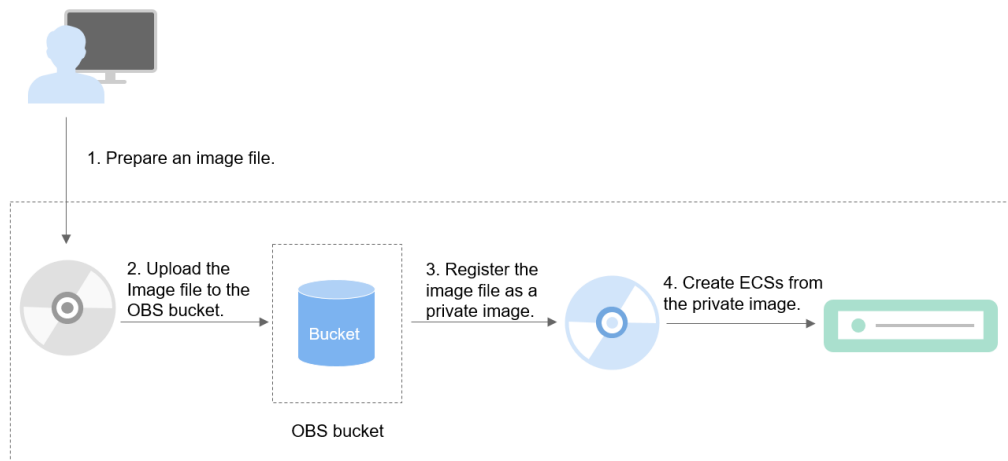 1. Prepare an image file.
2. Upload the
Image file to the
OBS bucket.
Bucket
OBS bucket
3. Register the
image file as a
private image.
4. Create ECSs from
the private image.